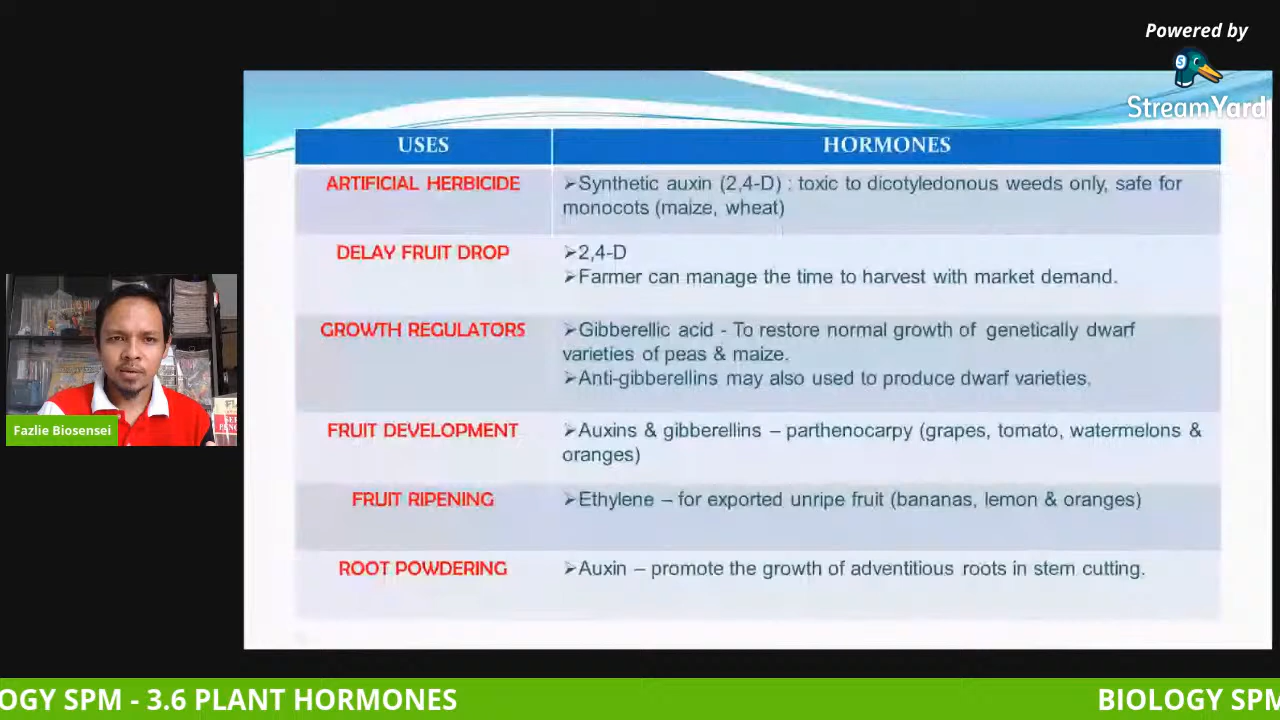 Powered by
StreamYard
USES
HORMONES
ARTIFICIAL HERBICIDE
➢Synthetic auxin (2,4-D) : toxic to dicotyledonous weeds only, safe for
monocots (maize, wheat)
DELAY FRUIT DROP
➢2,4-D
➢Farmer can manage the time to harvest with market demand.
GROWTH REGULATORS
➢Gibberellic acid - To restore normal growth of genetically dwarf
varieties of peas & maize.
➢Anti-gibberellins may also used to produce dwarf varieties.
FRUIT DEVELOPMENT
➢Auxins & gibberellins – parthenocarpy (grapes, tomato, watermelons &
oranges)
FRUIT RIPENING
➢Ethylene – for exported unripe fruit (bananas, lemon & oranges)
ROOT POWDERING
➢Auxin – promote the growth of adventitious roots in stem cutting.
Fazlie Biosensei
OGY SPM - 3.6 PLANT HORMONES
BIOLOGY SPM